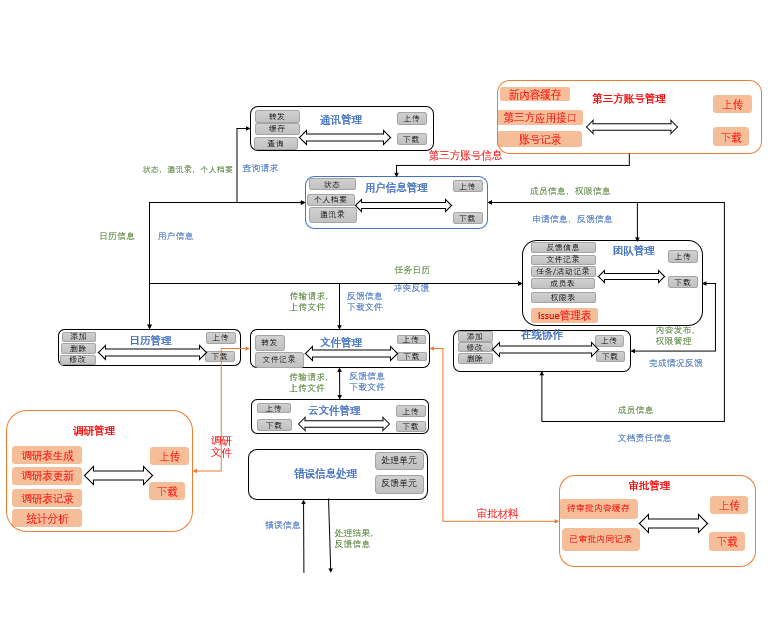 新内容缓存
第三方账号管理
上传
第三方应用接口
账号记录
下载
转发
通讯管理
上传
缓存
查询
下载
第三方账号信息
状态，通讯录，个人档案
查询请求
状态
用户信息管理
上传
个人档案
通讯录
下载
成员信息，权限信息
申请信息，反馈信息
日历信息
用户信息
反馈信息
团队管理
文件记录
上传
任务/活动记录
成员表
下载
权限表
Issue管理表
任务日历
冲突反馈
传输请求，
上传文件
反馈信息
下载文件
添加
日历管理
上传
删除
修改
下载
转发
文件管理
上传
文件记录
下载
添加
在线协作
上传
修改
删除
下载
内容发布，
权限管理
完成情况反馈
传输请求，
上传文件
反馈信息
下载文件
上传
云文件管理
上传
下载
下载
成员信息
文档责任信息
调研管理
调研表生成
上传
调研表更新
调研表记录
下载
统计分析
调研
文件
错误信息处理
处理单元
反馈单元
错误信息
处理结果，
反馈信息
审批材料
审批管理
待审批内容缓存
上传
已审批内同记录
下载